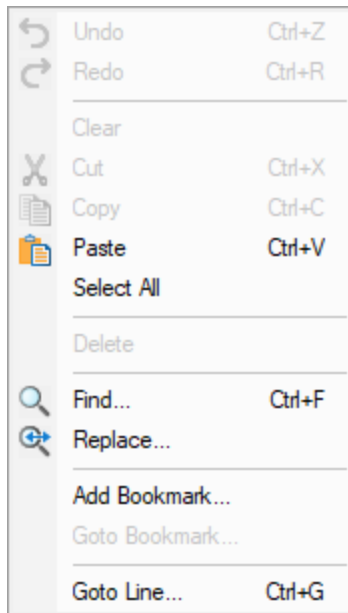 Undo Ctrl+Z
Redo Ctrl+R
Clear
Cut Ctrl+X
Copy Ctrl+C
Paste Ctrl+V
Select All
Delete
Find... Ctrl+F
Replace...
Add Bookmark...
Goto Bookmark...
Goto Line... Ctrl+G